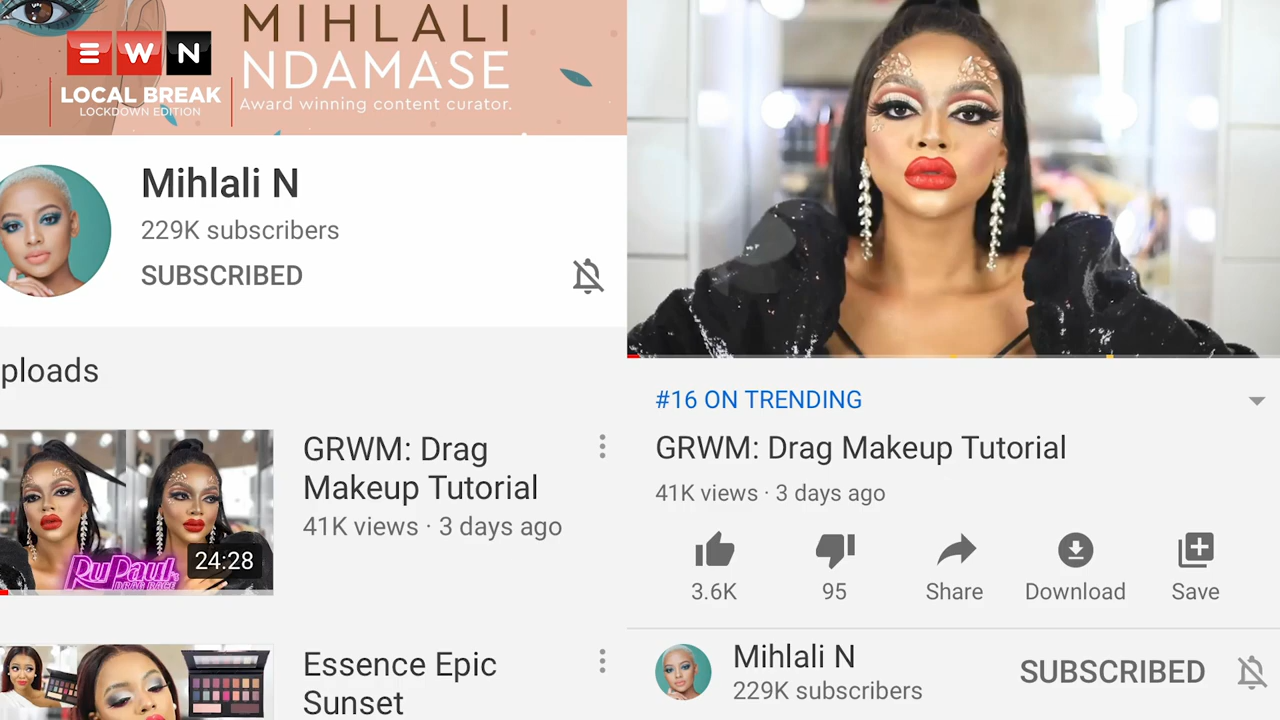 MIHLALI
NDAMASE
Award winning content curator.
EWN
LOCAL BREAK
LOCKDOWN EDITION
Mihlali N
229K subscribers
SUBSCRIBED
ploads
GRWM: Drag
Makeup Tutorial
41K views · 3 days ago
24:28
RuPaul's
DRAG RACE
Essence Epic
Sunset
#16 ON TRENDING
GRWM: Drag Makeup Tutorial
41K views · 3 days ago
3.6K
95
Share
Download
Save
Mihlali N
229K subscribers
SUBSCRIBED